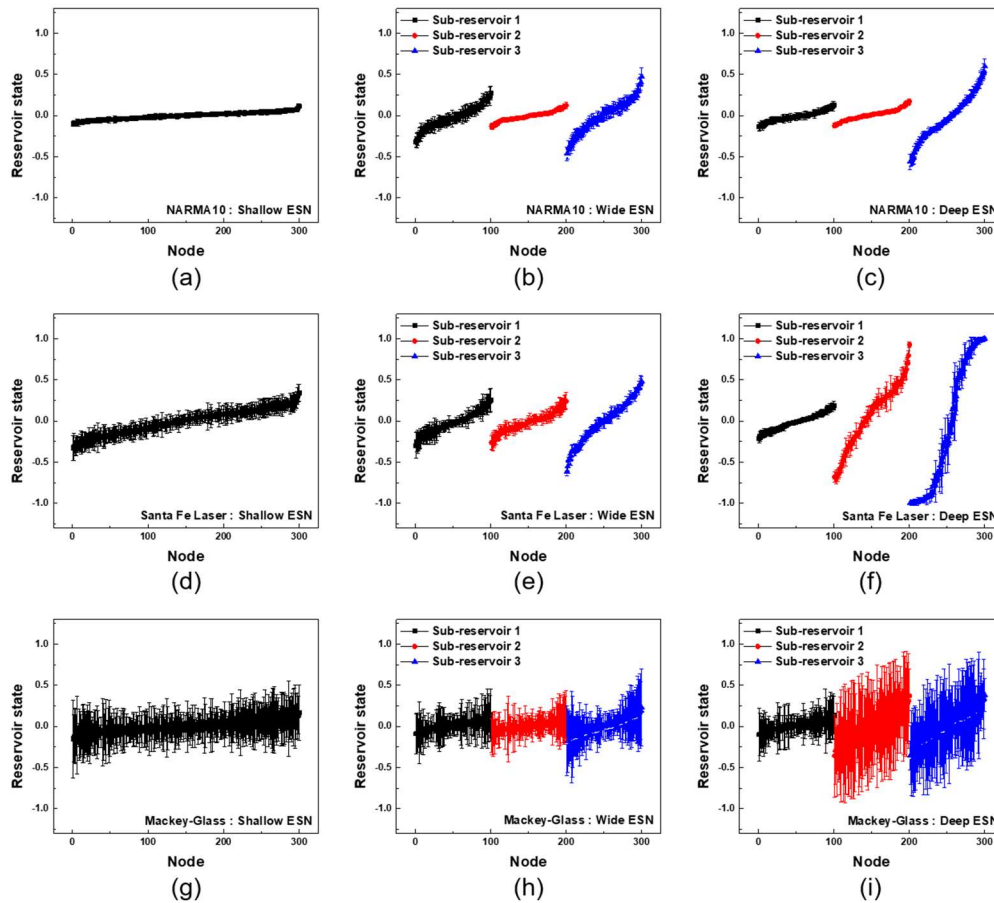 1.0
0.5
0.0
-0.5
-1.0
Reservoir state
NARMA10 : Shallow ESN
0 100 200 300
Node
(a)
Sub-reservoir 1
Sub-reservoir 2
Sub-reservoir 3
1.0
0.5
0.0
-0.5
-1.0
Reservoir state
NARMA10 : Wide ESN
0 100 200 300
Node
(b)
Sub-reservoir 1
Sub-reservoir 2
Sub-reservoir 3
1.0
0.5
0.0
-0.5
-1.0
Reservoir state
NARMA10 : Deep ESN
0 100 200 300
Node
(c)
1.0
0.5
0.0
-0.5
-1.0
Reservoir state
Santa Fe Laser : Shallow ESN
0 100 200 300
Node
(d)
Sub-reservoir 1
Sub-reservoir 2
Sub-reservoir 3
1.0
0.5
0.0
-0.5
-1.0
Reservoir state
Santa Fe Laser : Wide ESN
0 100 200 300
Node
(e)
Sub-reservoir 1
Sub-reservoir 2
Sub-reservoir 3
1.0
0.5
0.0
-0.5
-1.0
Reservoir state
Santa Fe Laser : Deep ESN
0 100 200 300
Node
(f)
1.0
0.5
0.0
-0.5
-1.0
Reservoir state
Mackey-Glass : Shallow ESN
0 100 200 300
Node
(g)
Sub-reservoir 1
Sub-reservoir 2
Sub-reservoir 3
1.0
0.5
0.0
-0.5
-1.0
Reservoir state
Mackey-Glass : Wide ESN
0 100 200 300
Node
(h)
Sub-reservoir 1
Sub-reservoir 2
Sub-reservoir 3
1.0
0.5
0.0
-0.5
-1.0
Reservoir state
Mackey-Glass : Deep ESN
0 100 200 300
Node
(i)